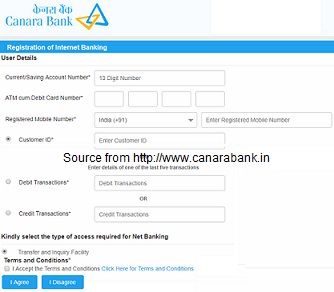 केनरा बैंक
Canara Bank
Registration of Internet Banking
User Details
Current/Saving Account Number* 13 Digit Number
ATM cum Debit Card Number*
Registered Mobile Number* India (+91) Enter Registered Mobile Number
Customer ID* Enter Customer ID
Source from http://www.canarabank.in
Enter details of one of the last five transactions
Debit Transactions* Debit Transactions
OR
Credit Transactions* Credit Transactions
Kindly select the type of access required for Net Banking
Transfer and Inquiry Facility
Terms and Conditions*
I Accept the Terms and Conditions Click Here for Terms and Conditions
I Agree I Disagree